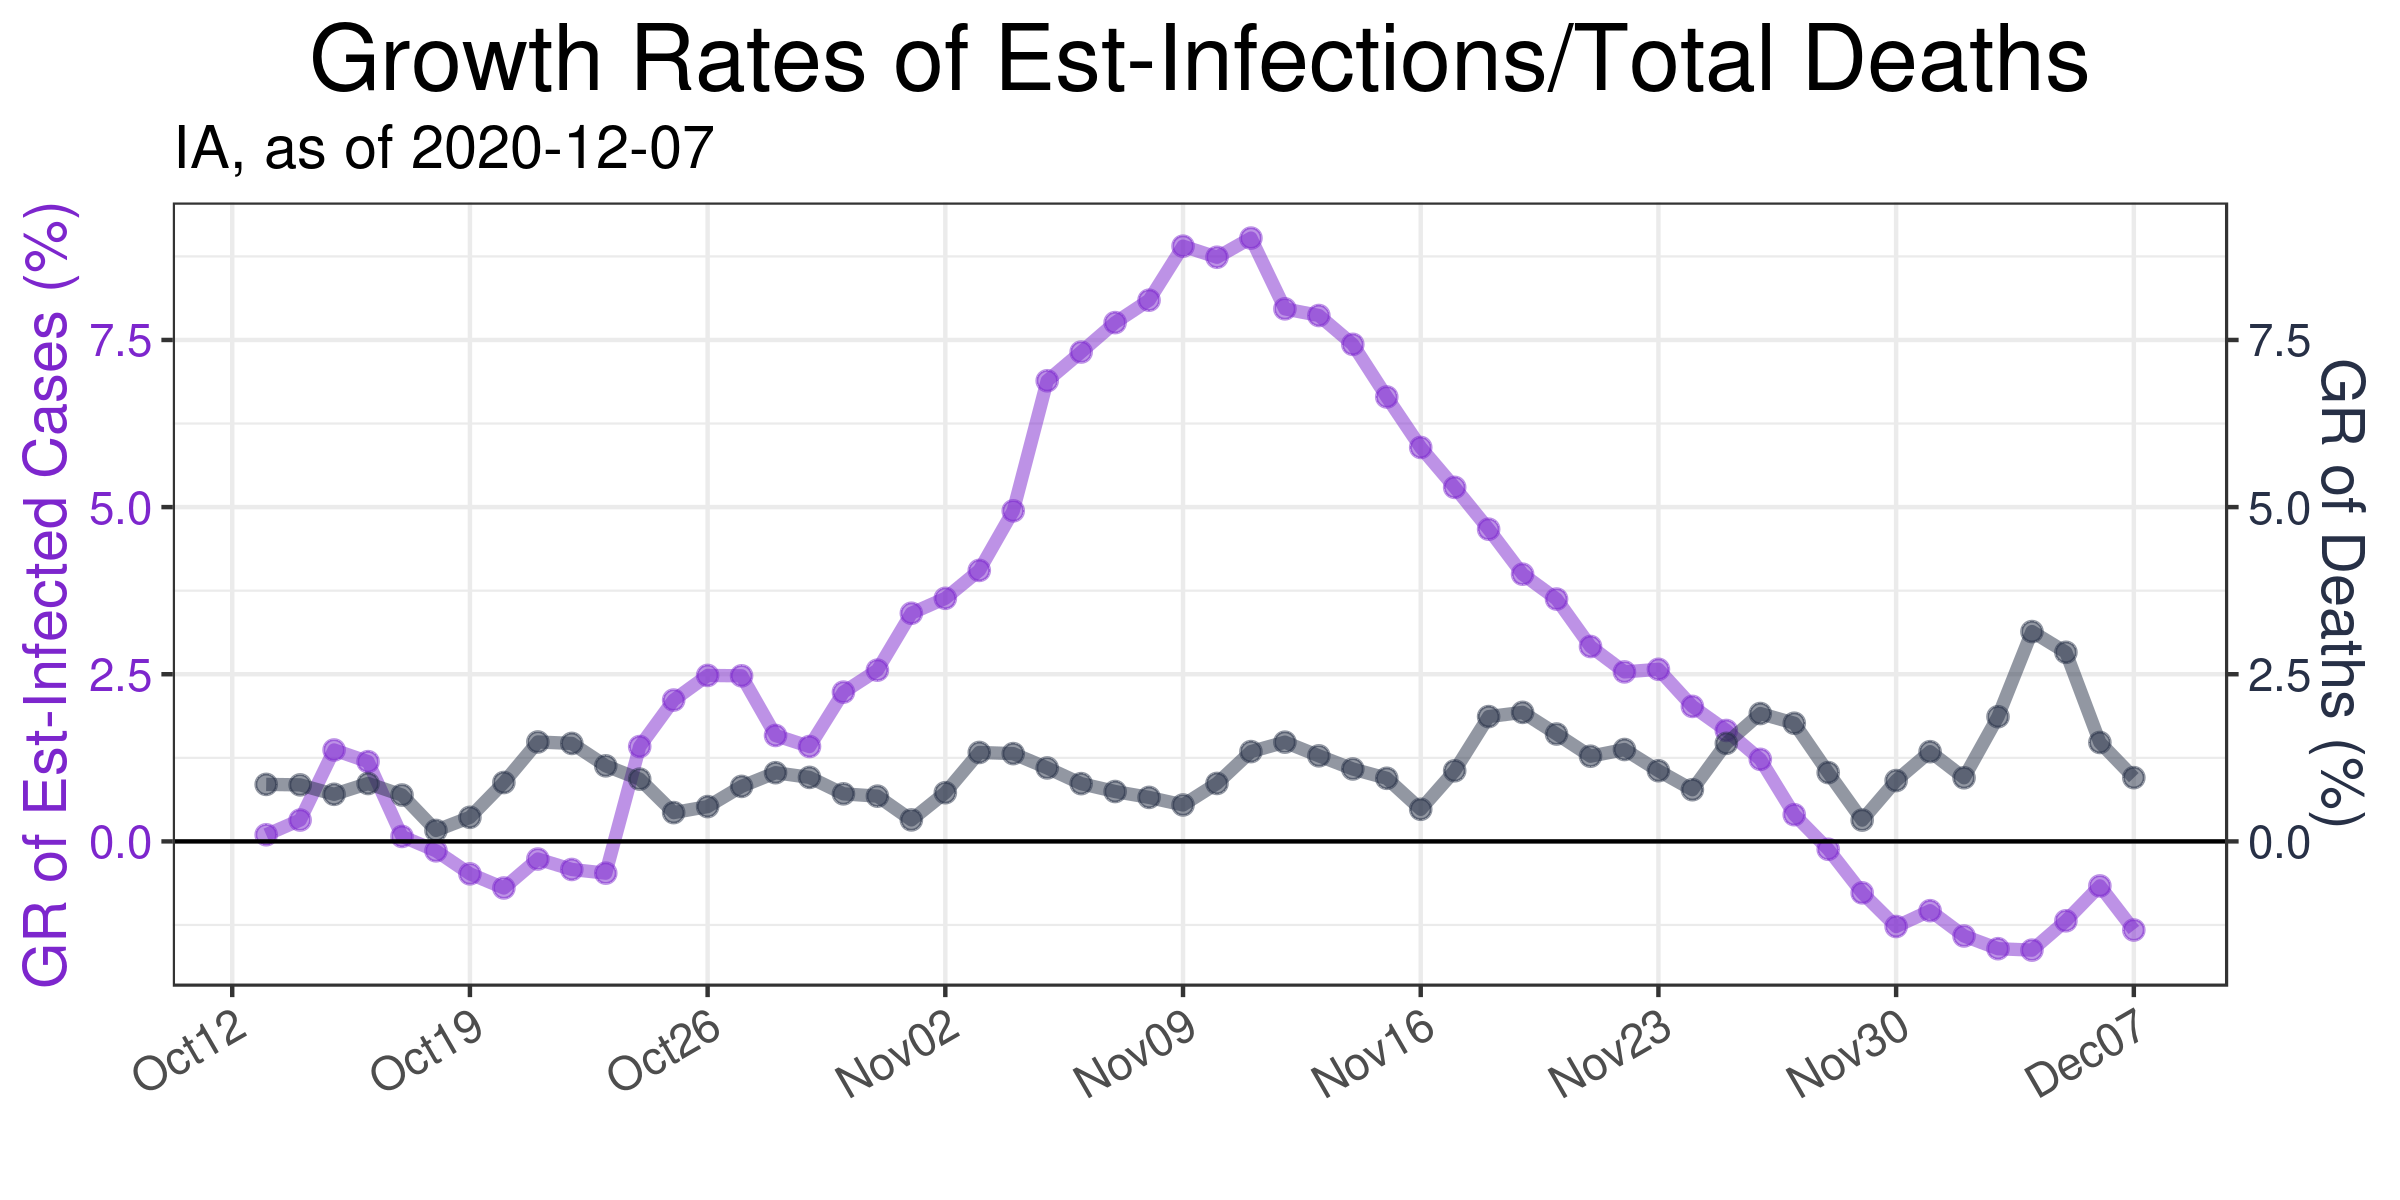 Growth Rates of Est-Infections/Total Deaths
IA, as of 2020-12-07
GR of Est-Infected Cases (%)
7.5
5.0
2.5
0.0
7.5
5.0
2.5
0.0
GR of Deaths (%)
Oct12
Oct19
Oct26
Nov02
Nov09
Nov16
Nov23
Nov30
Dec07